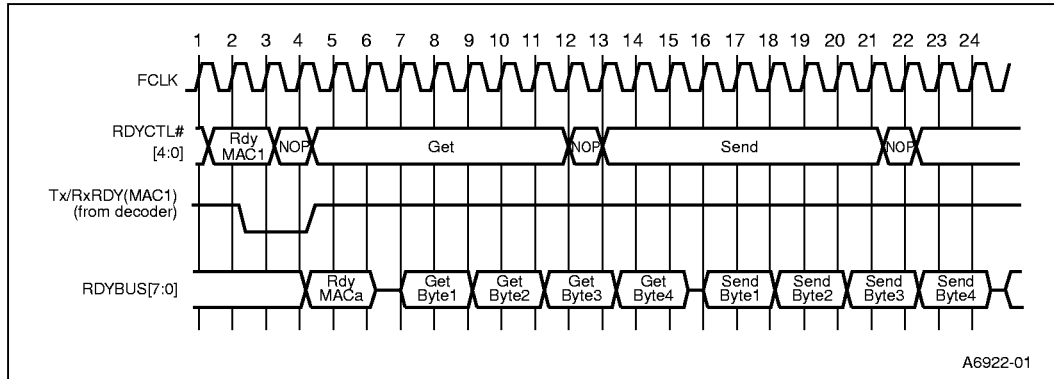 1 2 3 4 5 6 7 8 9 10 11 12 13 14 15 16 17 18 19 20 21 22 23 24
FCLK
RDYCTL#
[4:0]
Rdy
MAC1
NOP
Get
NOP
Send
NOP
Tx/RxRDY(MAC1)
(from decoder)
RDYBUS[7:0]
Rdy
MACa
Get
Byte1
Get
Byte2
Get
Byte3
Get
Byte4
Send
Byte1
Send
Byte2
Send
Byte3
Send
Byte4
A6922-01